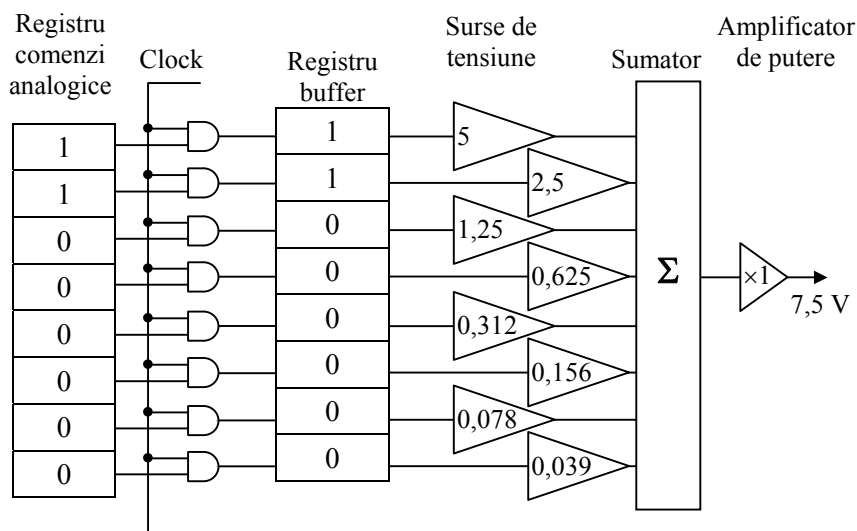 Registru
comenzi
analogice
Clock
Registru
buffer
Surse de
tensiune
Sumator
Amplificator
de putere
1
1
0
0
0
0
0
0
1
1
0
0
0
0
0
0
5
2,5
1,25
0,625
0,312
0,156
0,078
0,039
Σ
×1
7,5 V